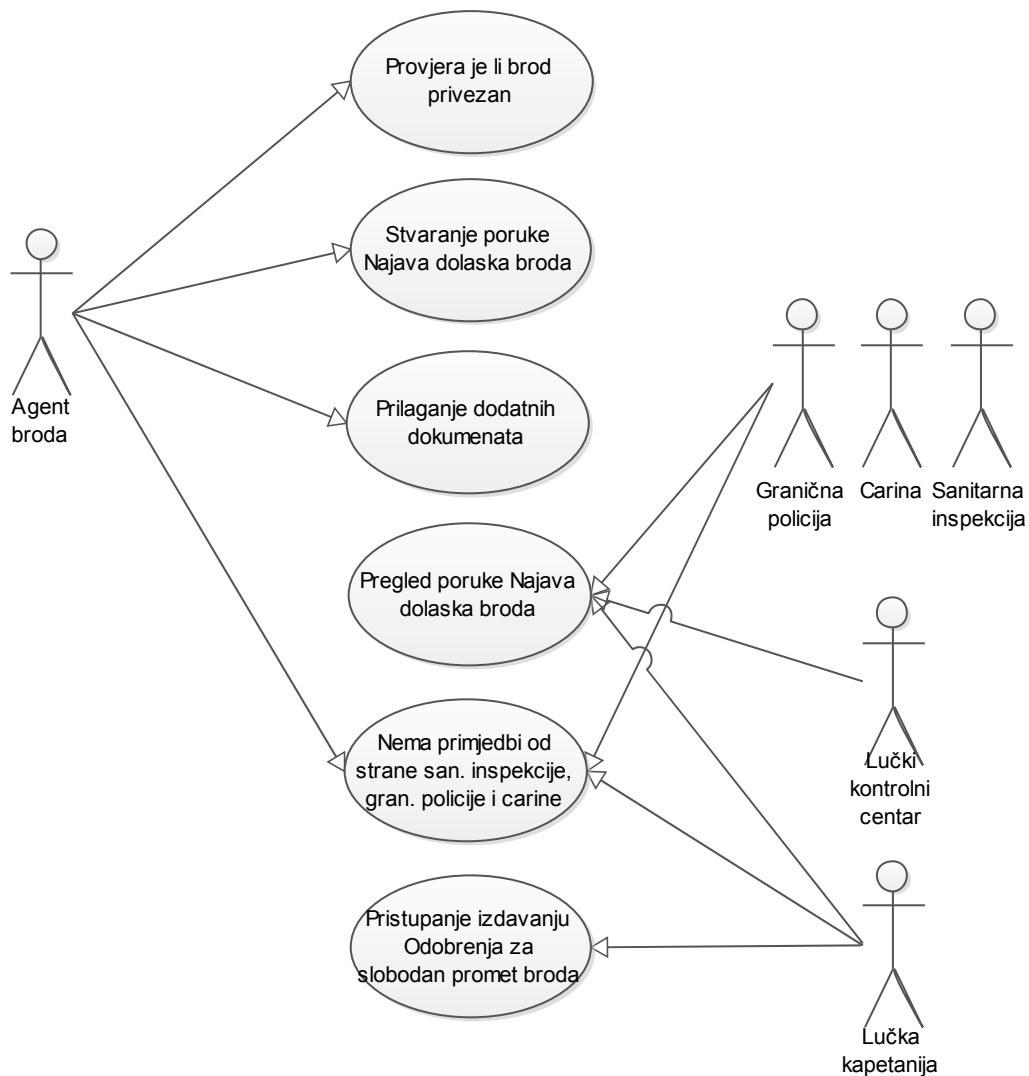 Provjera je li brod
privezan
Stvaranje poruke
Najava dolaska broda
Agent
broda
Prilaganje dodatnih
dokumenata
Granična
policija
Carina
Sanitarna
inspekcija
Pregled poruke Najava
dolaska broda
Lučki
kontrolni
centar
Nema primjedbi od
strane san. inspekcije,
gran. policije i carine
Pristupanje izdavanju
Odobrenja za
slobodan promet broda
Lučka
kapetanija